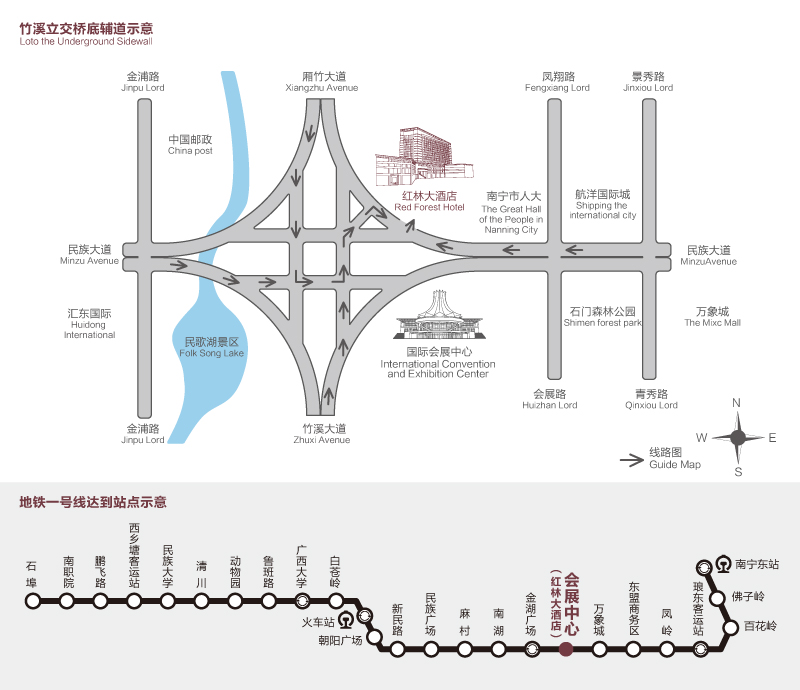 竹溪立交桥底辅道示意
Loto the Underground Sidewall
金浦路
Jinpu Lord
厢竹大道
Xiangzhu Avenue
凤翔路
Fengxiang Lord
景秀路
Jinxiou Lord
中国邮政
China post
红林大酒店
Red Forest Hotel
南宁市人大
The Great Hall
of the People in
Nanning City
航洋国际城
Shipping the
international city
民族大道
Minzu Avenue
民族大道
MinzuAvenue
汇东国际
Huidong
International
民歌湖景区
Folk Song Lake
国际会展中心
International Convention
and Exhibition Center
石门森林公园
Shimen forest park
万象城
The Mixc Mall
金浦路
Jinpu Lord
竹溪大道
Zhuxi Avenue
会展路
Huizhan Lord
青秀路
Qinxiou Lord
N
W
E
S
线路图
Guide Map
地铁一号线达到站点示意
石埠
南职院
鹏飞路
西乡塘客运站
民族大学
清川
动物园
鲁班路
广西大学
白苍岭
火车站
朝阳广场
新民路
民族广场
麻村
南湖
金湖广场
会展中心
(红林大酒店)
万象城
东盟商务区
凤岭
琅东客运站
百花岭
佛子岭
南宁东站